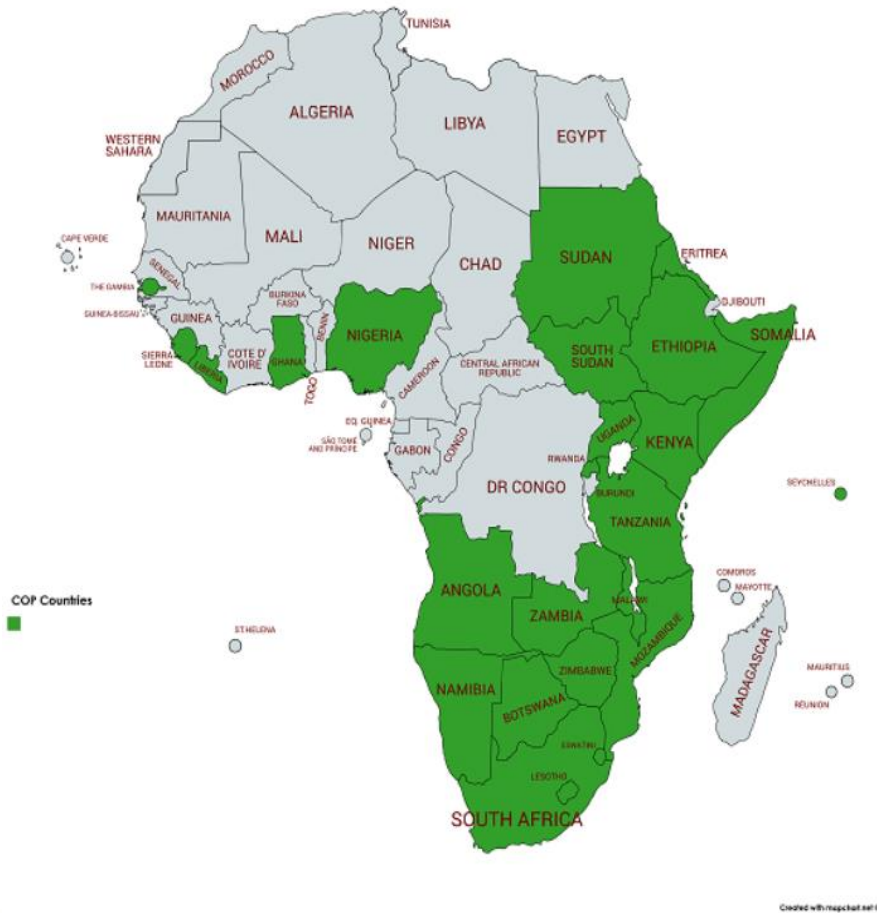 TUNISIA
MOROCCO
ALGERIA
LIBYA
EGYPT
WESTERN
SAHARA
MAURITANIA
MALI
NIGER
CHAD
SUDAN
ERITREA
CAPE VERDE
SENEGAL
THE GAMBIA
GUINEA-BISSAU
GUINEA
BURKINA
FASO
BENIN
NIGERIA
DJIBOUTI
SOMALIA
SIERRA
LEONE
LIBERIA
COTE D'
IVOIRE
GHANA
TOGO
CAMEROON
CENTRAL AFRICAN
REPUBLIC
SOUTH
SUDAN
ETHIOPIA
EQ. GUINEA
SÃO TOMÉ
AND PRÍNCIPE
GABON
CONGO
DR CONGO
UGANDA
KENYA
RWANDA
BURUNDI
TANZANIA
SEYCHELLES
COMOROS
MAYOTTE
COP Countries
ANGOLA
ZAMBIA
MALAWI
MOZAMBIQUE
ST.HELENA
NAMIBIA
BOTSWANA
ZIMBABWE
MADAGASCAR
MAURITIUS
RÉUNION
ESWATINI
LESOTHO
SOUTH AFRICA
Created with mapchart.net ©